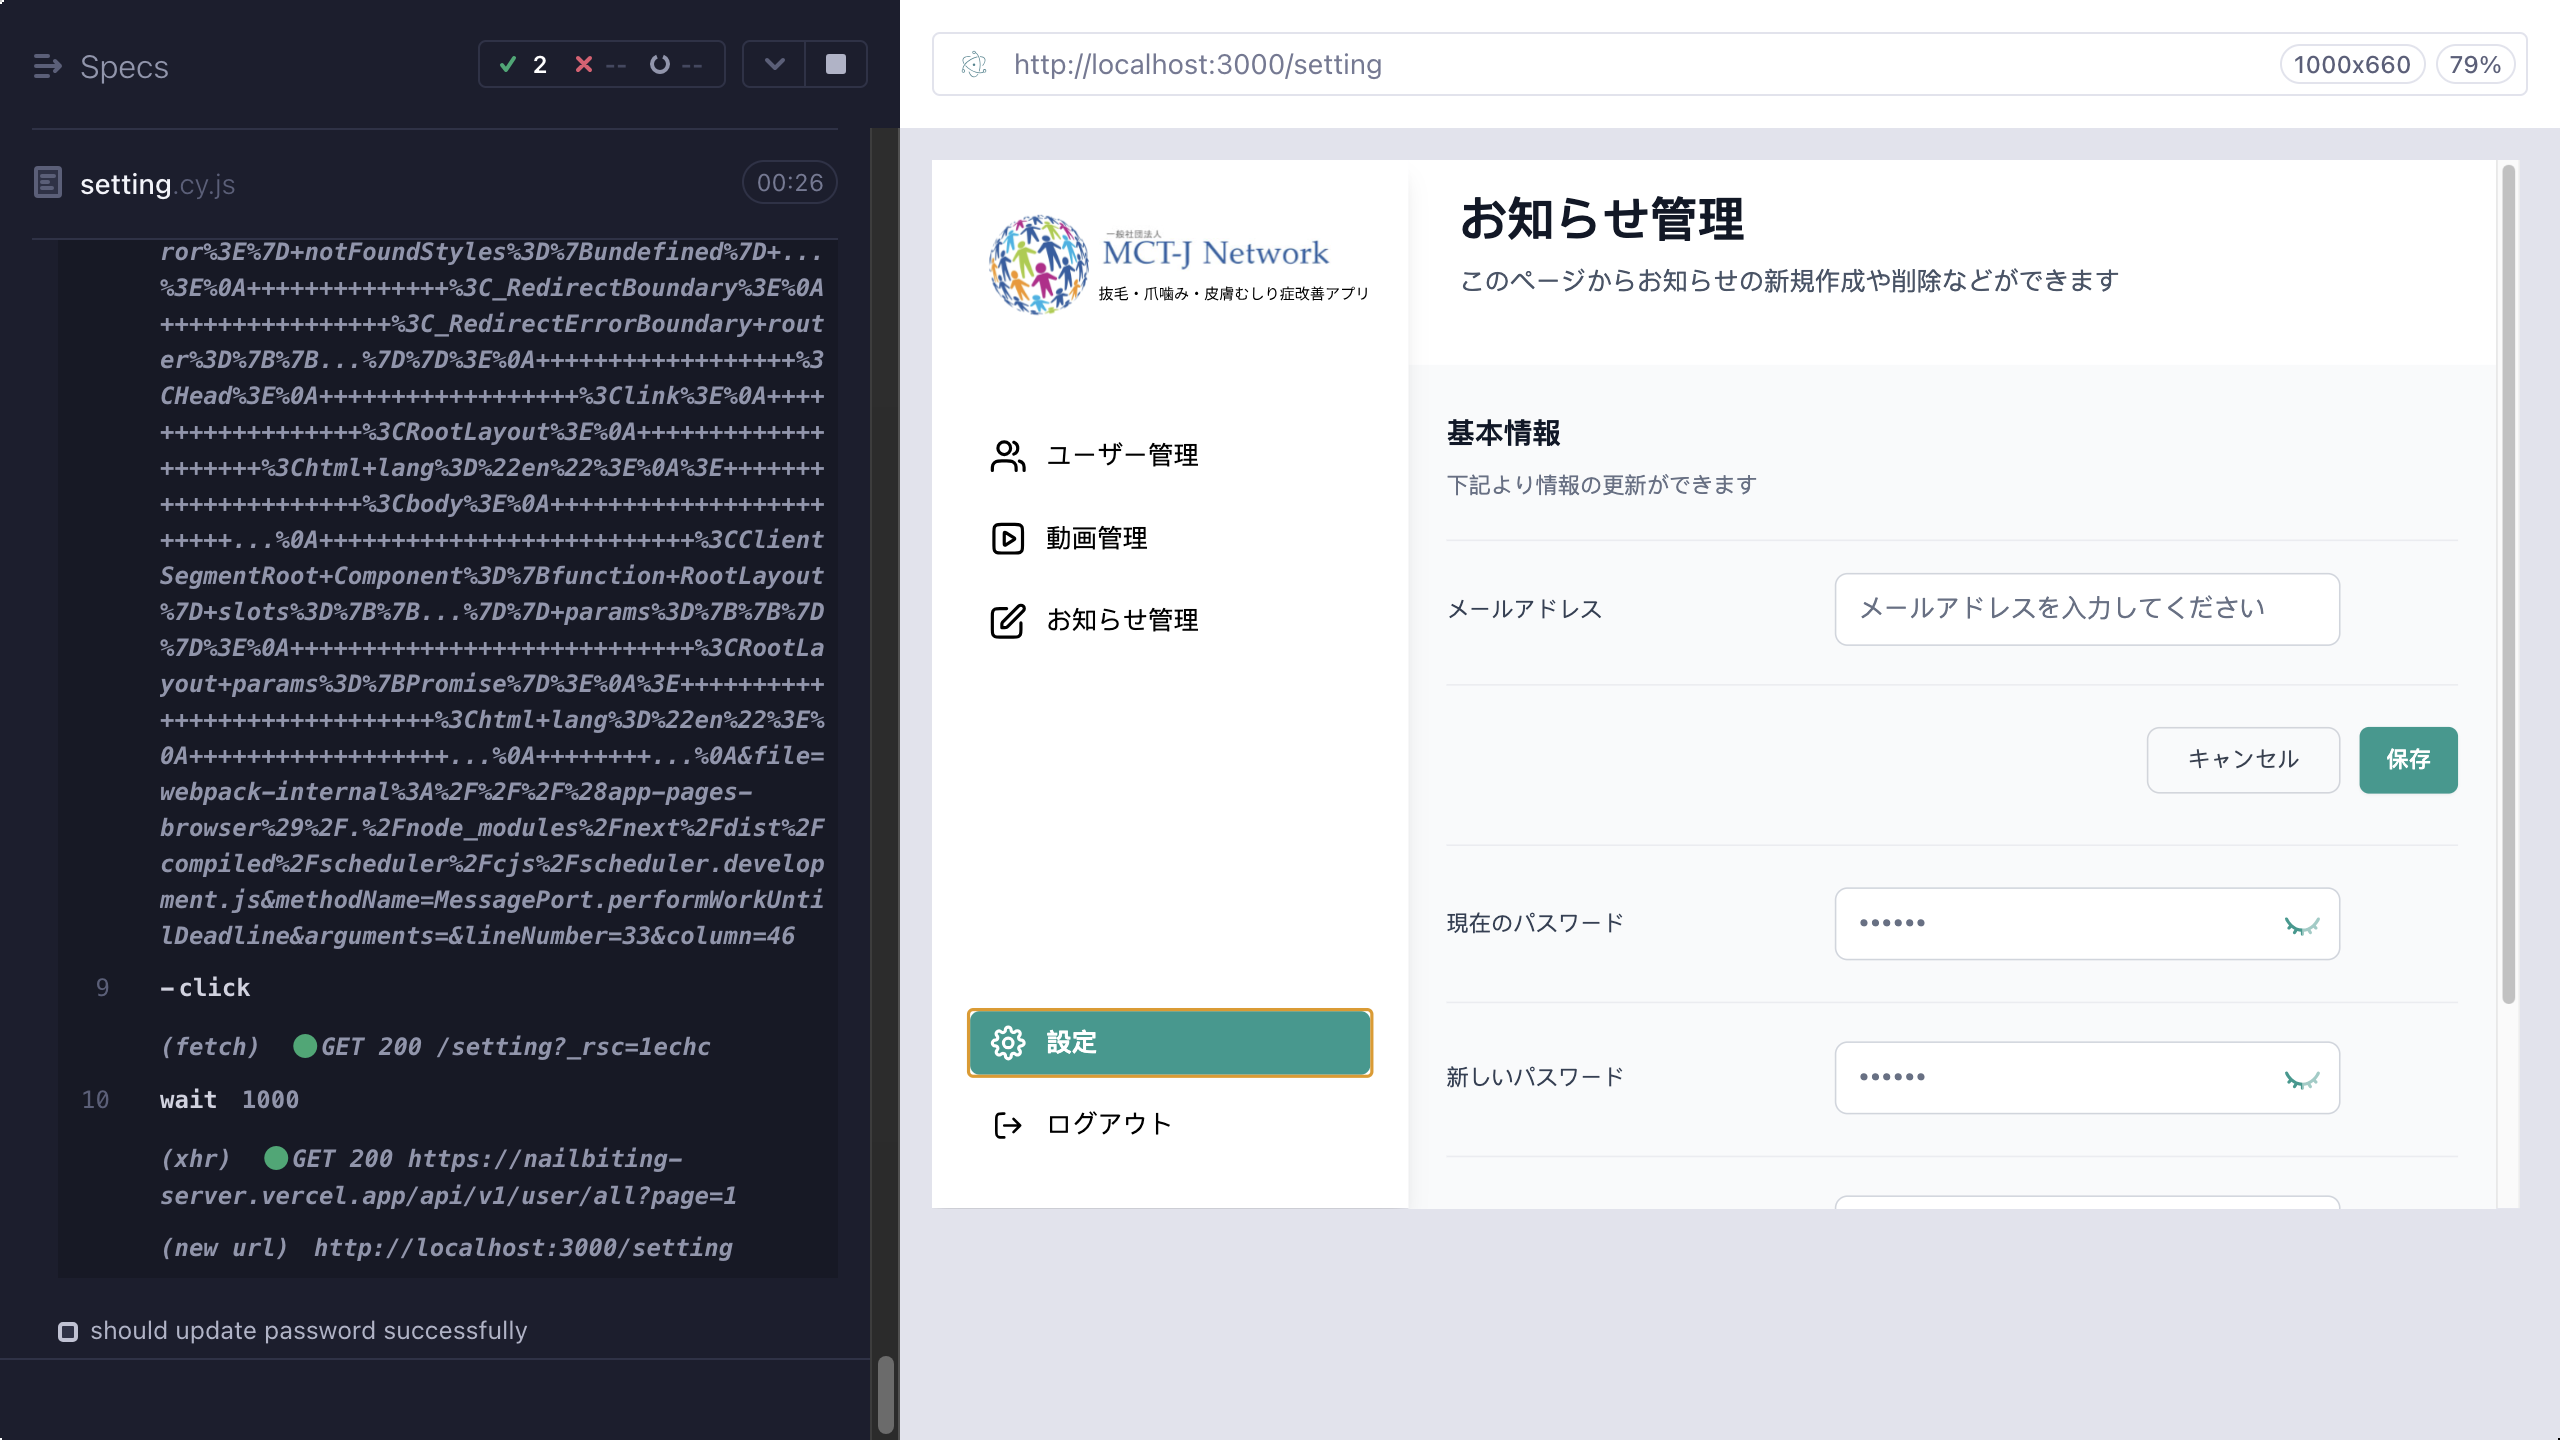 Specs
2
--
--
setting.cy.js
00:26
ror%3E%7D+notFoundStyles%3D%7Bundefined%7D+...
%3E%0A++++++++++++++%3C_RedirectBoundary%3E%0A
++++++++++++++++%3C_RedirectErrorBoundary+rout
er%3D%7B%7B...%7D%7D%3E%0A++++++++++++++++++%3
CHead%3E%0A++++++++++++++++++%3Clink%3E%0A++++
++++++++++++++%3CRootLayout%3E%0A+++++++++++++
+++++++%3Chtml+lang%3D%22en%22%3E%0A%3E+++++++
++++++++++++++%3Cbody%3E%0A+++++++++++++++++++
+++++...%0A++++++++++++++++++++++++++%3CClient
SegmentRoot+Component%3D%7Bfunction+RootLayout
%7D+slots%3D%7B%7B...%7D%7D+params%3D%7B%7B%7D
%7D%3E%0A++++++++++++++++++++++++++++%3CRootLa
yout+params%3D%7BPromise%7D%3E%0A%3E++++++++++
+++++++++++++++++++%3Chtml+lang%3D%22en%22%3E%
0A++++++++++++++++++...%0A++++++++...%0A&file=
webpack-internal%3A%2F%2F%2F%28app-pages-
browser%29%2F.%2Fnode_modules%2Fnext%2Fdist%2F
compiled%2Fscheduler%2Fcjs%2Fscheduler.develop
ment.js&methodName=MessagePort.performWorkUnti
lDeadline&arguments=&lineNumber=33&column=46
9 -click
(fetch) GET 200 /setting?_rsc=1echc
10 wait 1000
(xhr) GET 200 https://nailbiting-
server.vercel.app/api/v1/user/all?page=1
(new url) http://localhost:3000/setting
should update password successfully
http://localhost:3000/setting
1000x660
79%
一般社団法人
MCT-J Network
抜毛・爪噛み・皮膚むしり症改善アプリ
ユーザー管理
動画管理
お知らせ管理
設定
ログアウト
お知らせ管理
このページからお知らせの新規作成や削除などができます
基本情報
下記より情報の更新ができます
メールアドレス
メールアドレスを入力してください
キャンセル
保存
現在のパスワード
••••••
新しいパスワード
••••••